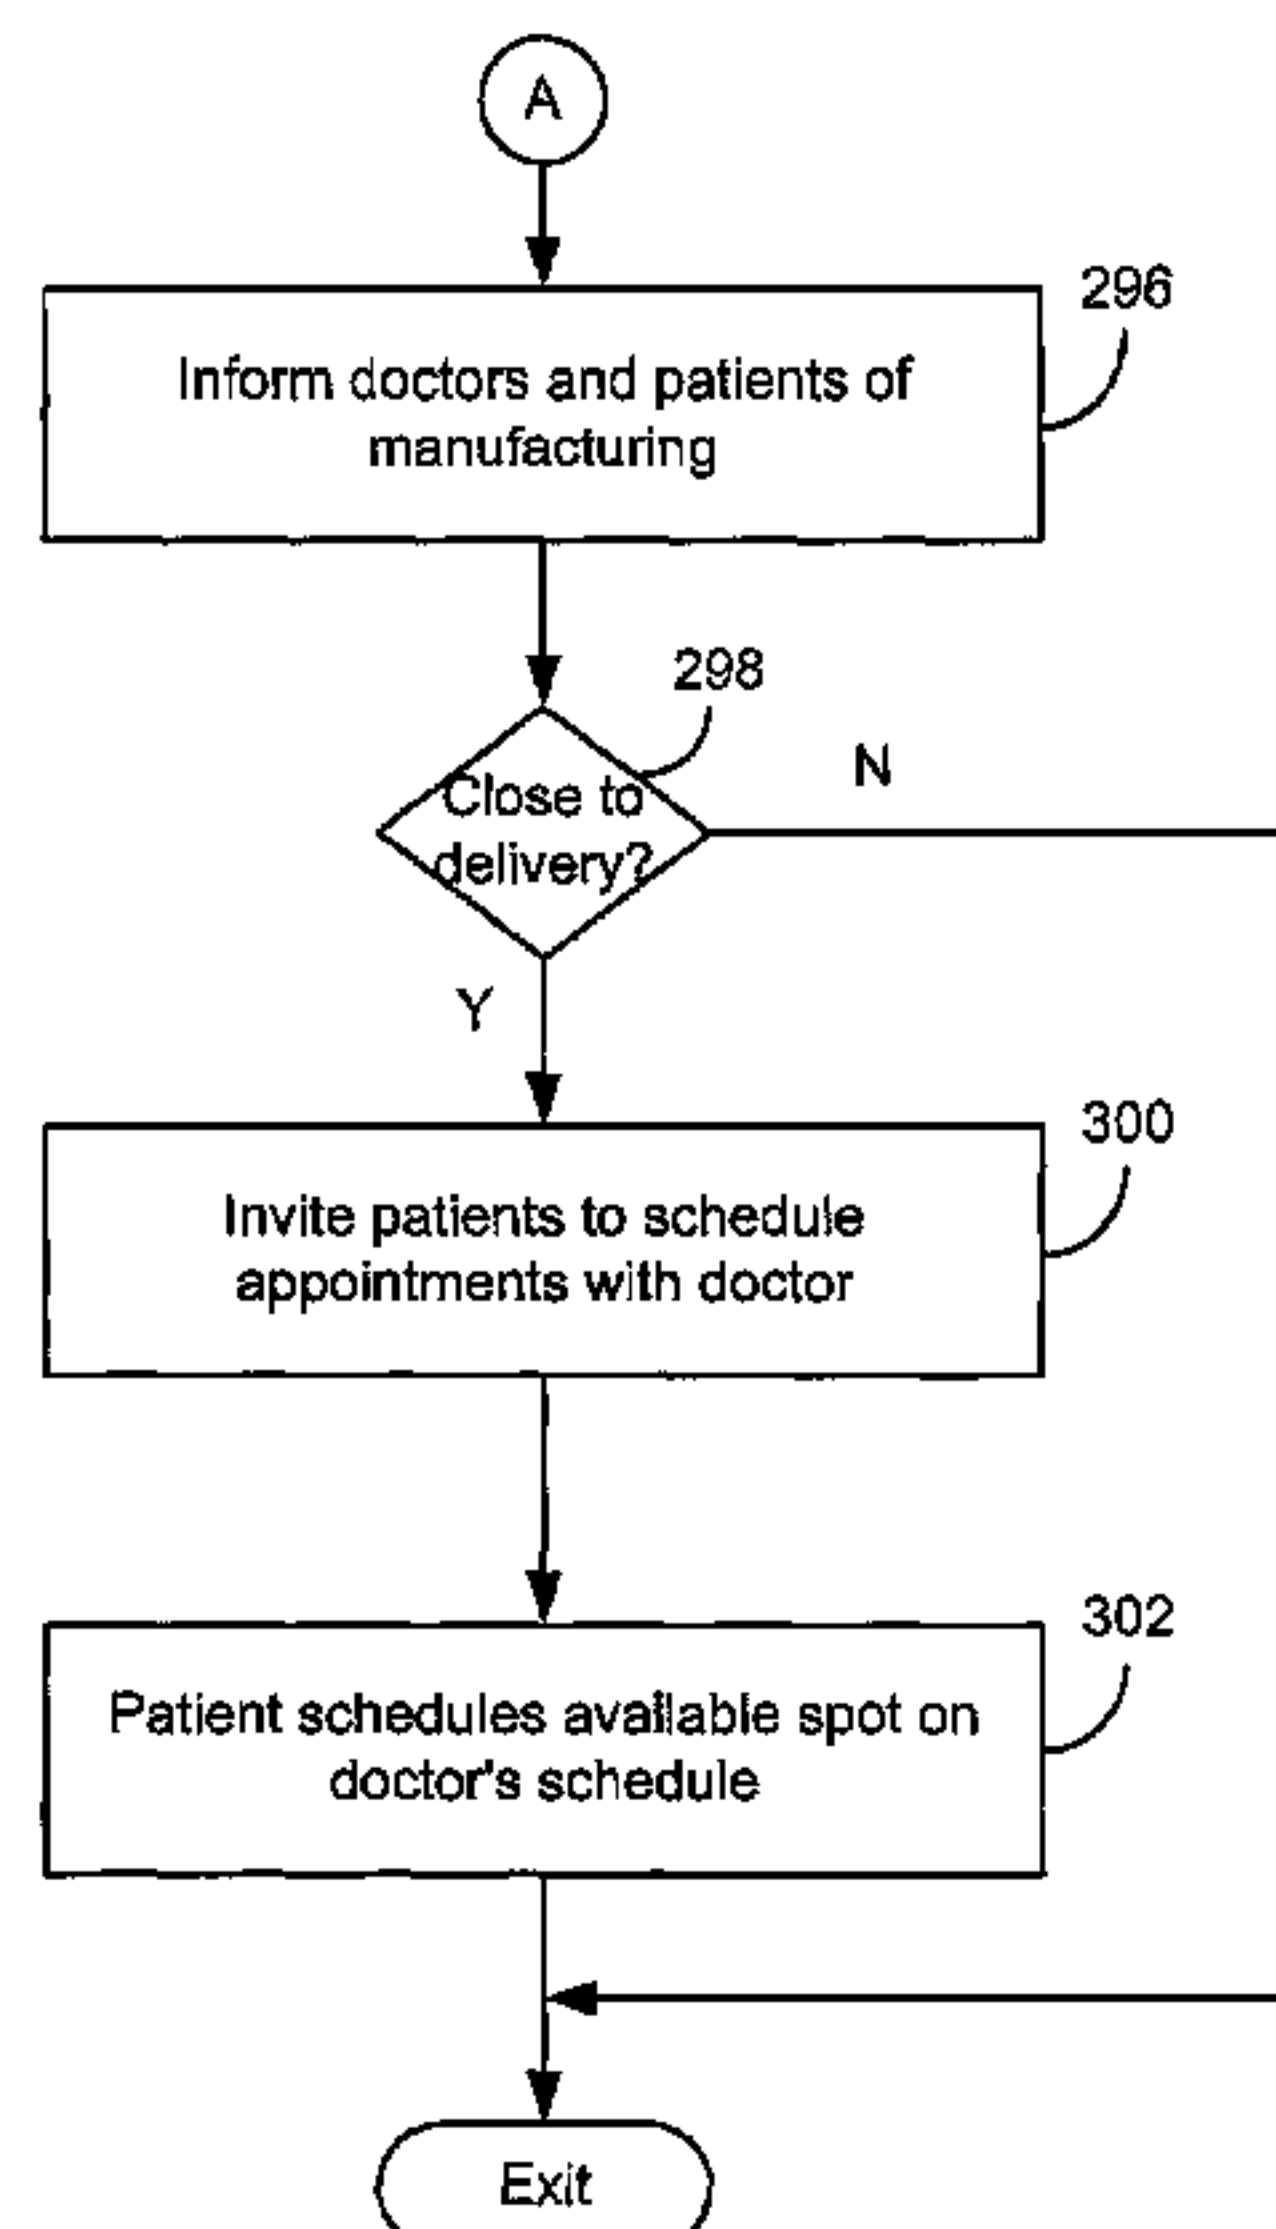 A
296
Inform doctors and patients of
manufacturing
298
N
Close to
delivery?
Y
300
Invite patients to schedule
appointments with doctor
302
Patient schedules available spot on
doctor's schedule
Exit